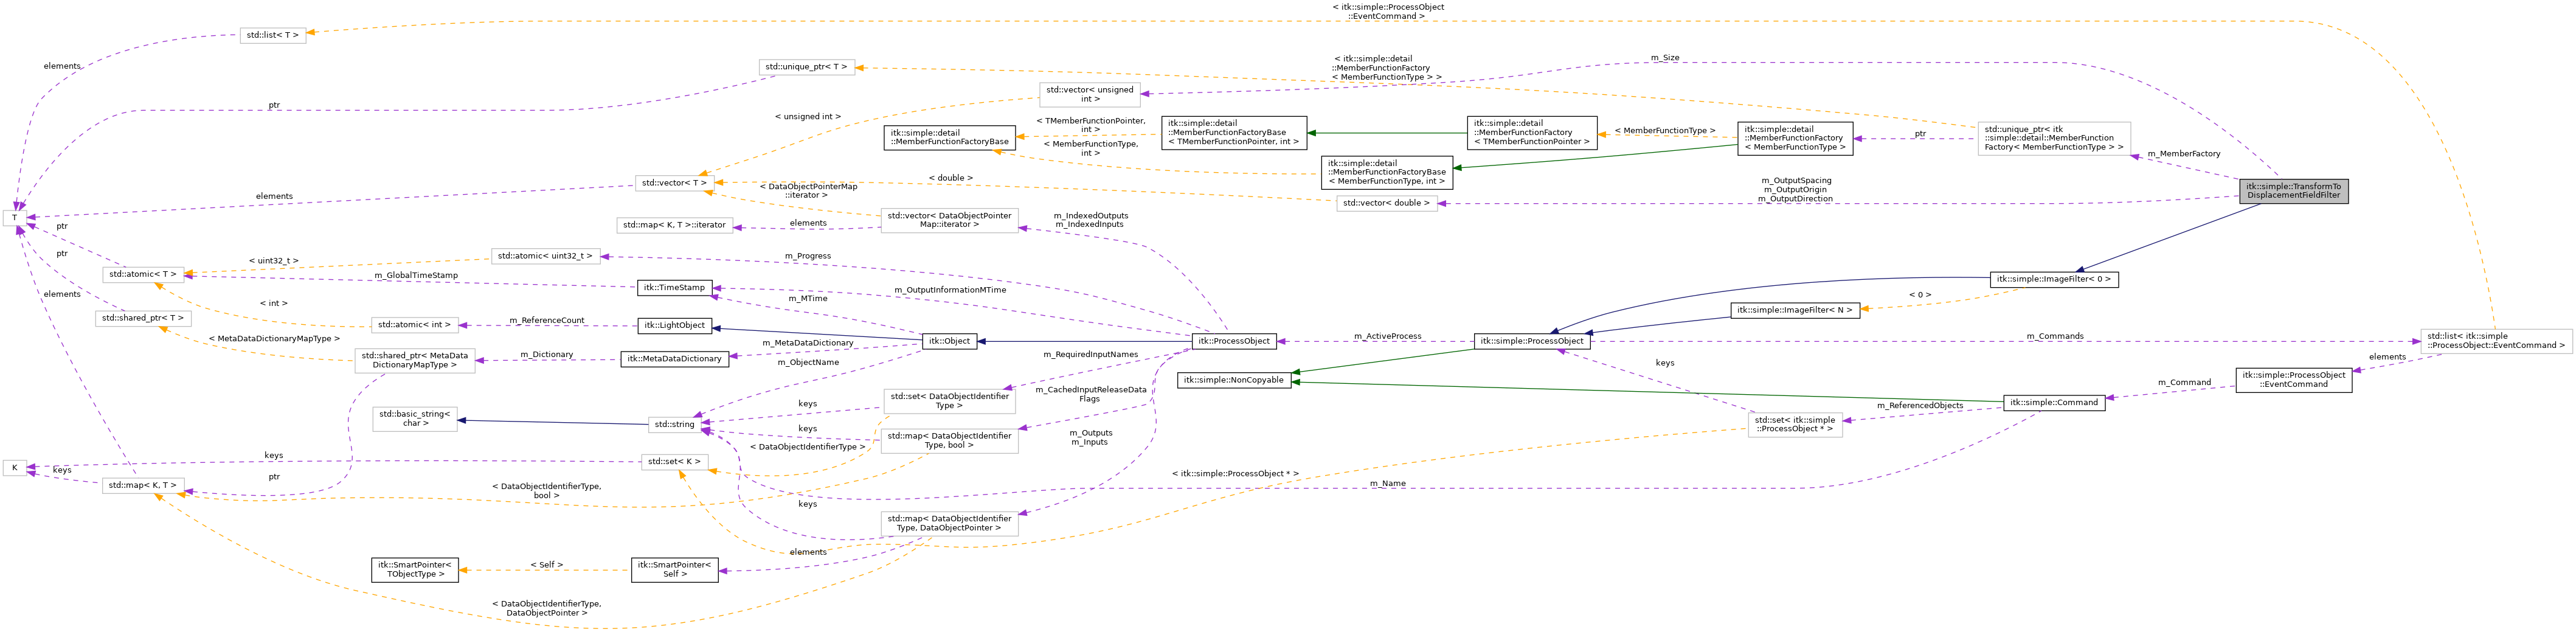 < itk::simple::ProcessObject
::EventCommand >
std::list< T >
elements
std::unique_ptr< T >
< itk::simple::detail
::MemberFunctionFactory
< MemberFunctionType > >
m_Size
ptr
std::vector< unsigned
int >
< unsigned int >
itk::simple::detail
::MemberFunctionFactoryBase
< TMemberFunctionPointer,
int >
< MemberFunctionType,
int >
itk::simple::detail
::MemberFunctionFactoryBase
< TMemberFunctionPointer, int >
itk::simple::detail
::MemberFunctionFactory
< TMemberFunctionPointer >
< MemberFunctionType >
itk::simple::detail
::MemberFunctionFactory
< MemberFunctionType >
ptr
std::unique_ptr< itk
::simple::detail::MemberFunction
Factory< MemberFunctionType > >
m_MemberFactory
itk::simple::detail
::MemberFunctionFactoryBase
< MemberFunctionType, int >
std::vector< T >
< double >
elements
< DataObjectPointerMap
::iterator >
std::vector< double >
m_OutputSpacing
m_OutputOrigin
m_OutputDirection
itk::simple::TransformTo
DisplacementFieldFilter
T
std::map< K, T >::iterator
elements
std::vector< DataObjectPointer
Map::iterator >
m_IndexedOutputs
m_IndexedInputs
ptr
ptr
std::atomic< T >
< uint32_t >
std::atomic< uint32_t >
m_Progress
m_GlobalTimeStamp
itk::TimeStamp
m_OutputInformationMTime
m_MTime
itk::simple::ImageFilter< 0 >
< 0 >
itk::simple::ImageFilter< N >
elements
< int >
std::shared_ptr< T >
std::atomic< int >
m_ReferenceCount
itk::LightObject
< MetaDataDictionaryMapType >
std::shared_ptr< MetaData
DictionaryMapType >
m_Dictionary
itk::MetaDataDictionary
m_MetaDataDictionary
m_ObjectName
itk::Object
itk::ProcessObject
m_ActiveProcess
itk::simple::ProcessObject
m_Commands
std::list< itk::simple
::ProcessObject::EventCommand >
elements
itk::simple::ProcessObject
::EventCommand
m_Command
itk::simple::Command
m_ReferencedObjects
std::set< itk::simple
::ProcessObject * >
keys
itk::simple::NonCopyable
m_RequiredInputNames
m_CachedInputReleaseData
Flags
std::set< DataObjectIdentifier
Type >
keys
std::basic_string<
char >
std::string
keys
std::map< DataObjectIdentifier
Type, bool >
m_Outputs
m_Inputs
< DataObjectIdentifierType >
K
keys
std::set< K >
keys
std::map< K, T >
ptr
< DataObjectIdentifierType,
bool >
< itk::simple::ProcessObject * >
m_Name
keys
std::map< DataObjectIdentifier
Type, DataObjectPointer >
elements
itk::SmartPointer<
TObjectType >
< Self >
itk::SmartPointer<
Self >
< DataObjectIdentifierType,
DataObjectPointer >